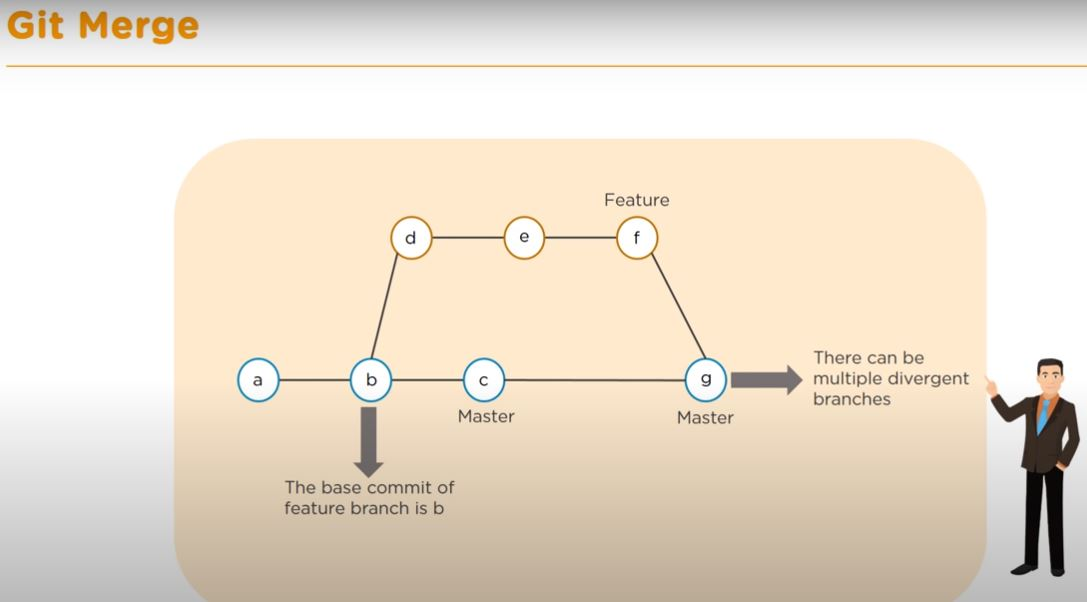 Git Merge
Feature
d
e
f
a
b
c
g
There can be
multiple divergent
branches
Master
Master
The base commit of
feature branch is b